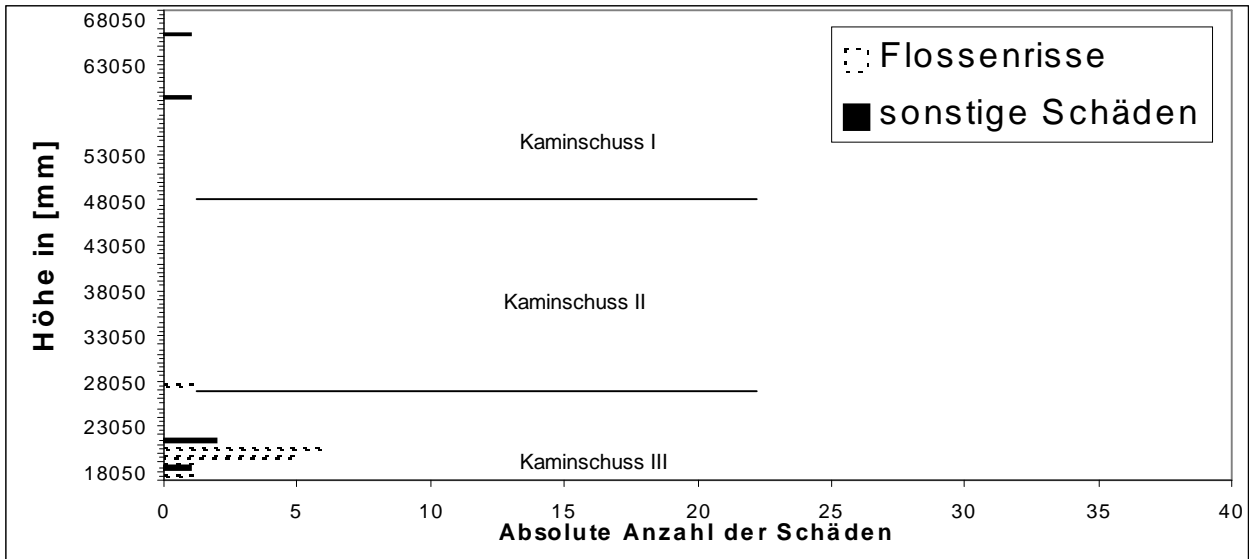 68050
63050
53050
48050
43050
38050
33050
28050
23050
18050
Höhe in [mm]
Flossenrisse
sonstige Schäden
Kaminschuss I
Kaminschuss II
Kaminschuss III
0 5 10 15 20 25 30 35 40
Absolute Anzahl der Schäden